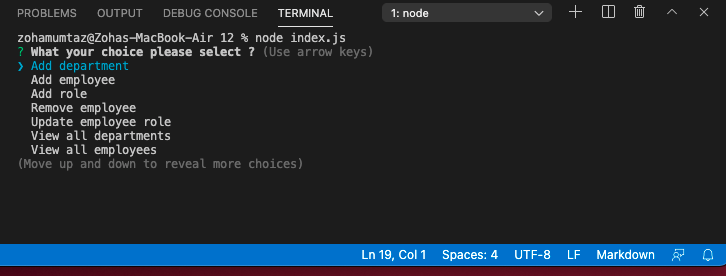 PROBLEMS OUTPUT DEBUG CONSOLE TERMINAL 1: node
zohamumtaz@Zohas-MacBook-Air 12 % node index.js
? What your choice please select ? (Use arrow keys)
❯ Add department
Add employee
Add role
Remove employee
Update employee role
View all departments
View all employees
(Move up and down to reveal more choices)
Ln 19, Col 1 Spaces: 4 UTF-8 LF Markdown